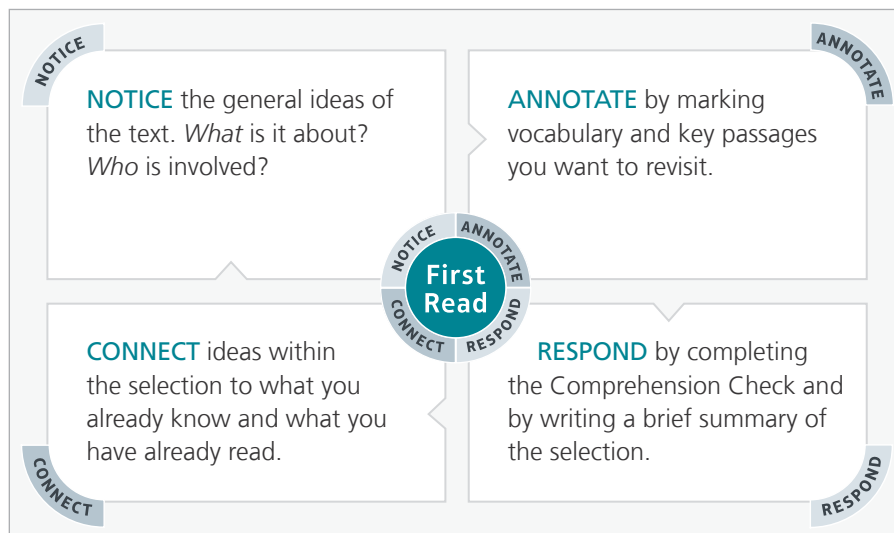 NOTICE
NOTICE the general ideas of
the text. What is it about?
Who is involved?
ANNOTATE
ANNOTATE by marking
vocabulary and key passages
you want to revisit.
NOTICE
ANNOTATE
First
Read
CONNECT
RESPOND
CONNECT ideas within
the selection to what you
already know and what you
have already read.
CONNECT
RESPOND by completing
the Comprehension Check and
by writing a brief summary of
the selection.
RESPOND